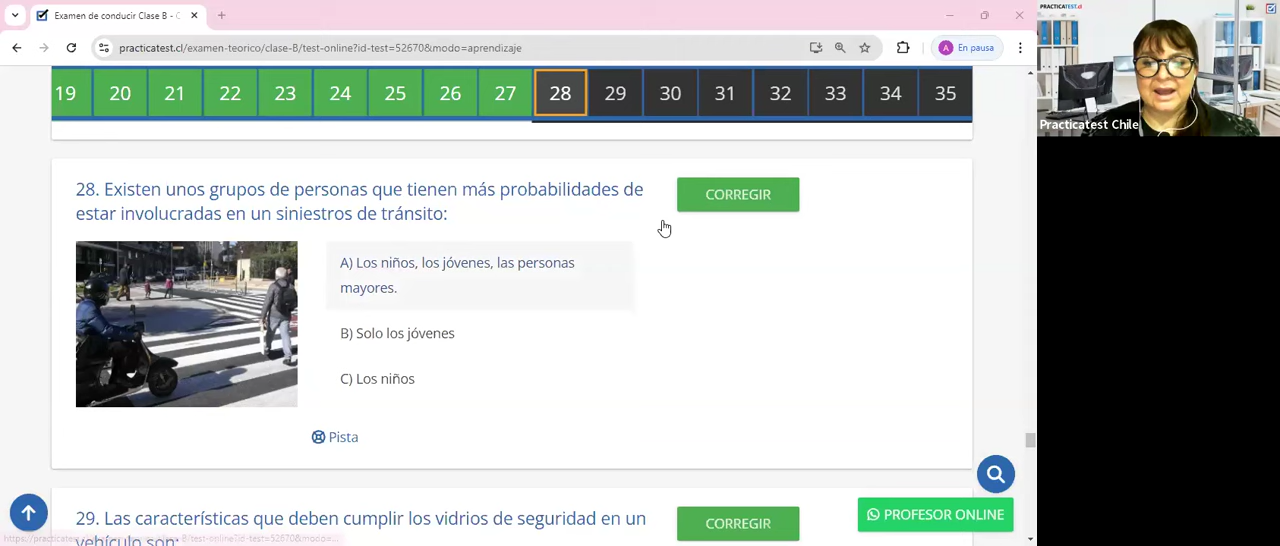 Examen de conducir Clase B - C
practicatest.cl/examen-teorico/clase-B/test-online?id-test=52670&modo=aprendizaje
A
En pausa
PRACTICATEST.cl
Practicatest Chile
19 20 21 22 23 24 25 26 27 28 29 30 31 32 33 34 35
28. Existen unos grupos de personas que tienen más probabilidades de
estar involucradas en un siniestros de tránsito:
CORREGIR
A) Los niños, los jóvenes, las personas
mayores.
B) Solo los jóvenes
C) Los niños
Pista
29. Las características que deben cumplir los vidrios de seguridad en un
vehículo son:
CORREGIR
PROFESOR ONLINE